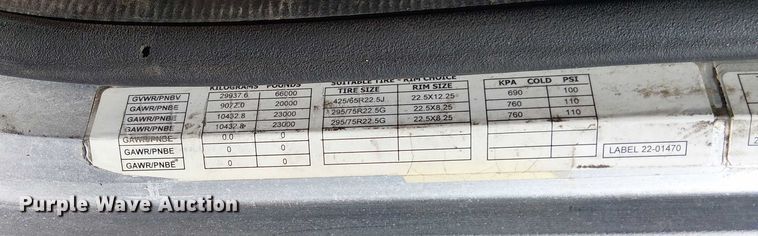 KILOGRAMS POUNDS SUITABLE TIRE - RIM CHOICE
TIRE SIZE RIM SIZE KPA COLD PSI
GVWR/PNBV 29937.6 66000
GAWR/PNBE 9072.0 20000 425/65R22.5J 22.5X12.25 690 100
GAWR/PNBE 10432.8 23000 295/75R22.5G 22.5X8.25 760 110
GAWR/PNBE 10432.8 23000 295/75R22.5G 22.5X8.25 760 110
GAWR/PNBE 0.0 0
GAWR/PNBE 0 0
GAWR/PNBE 0 0
LABEL 22-01470
Purple Wave Auction